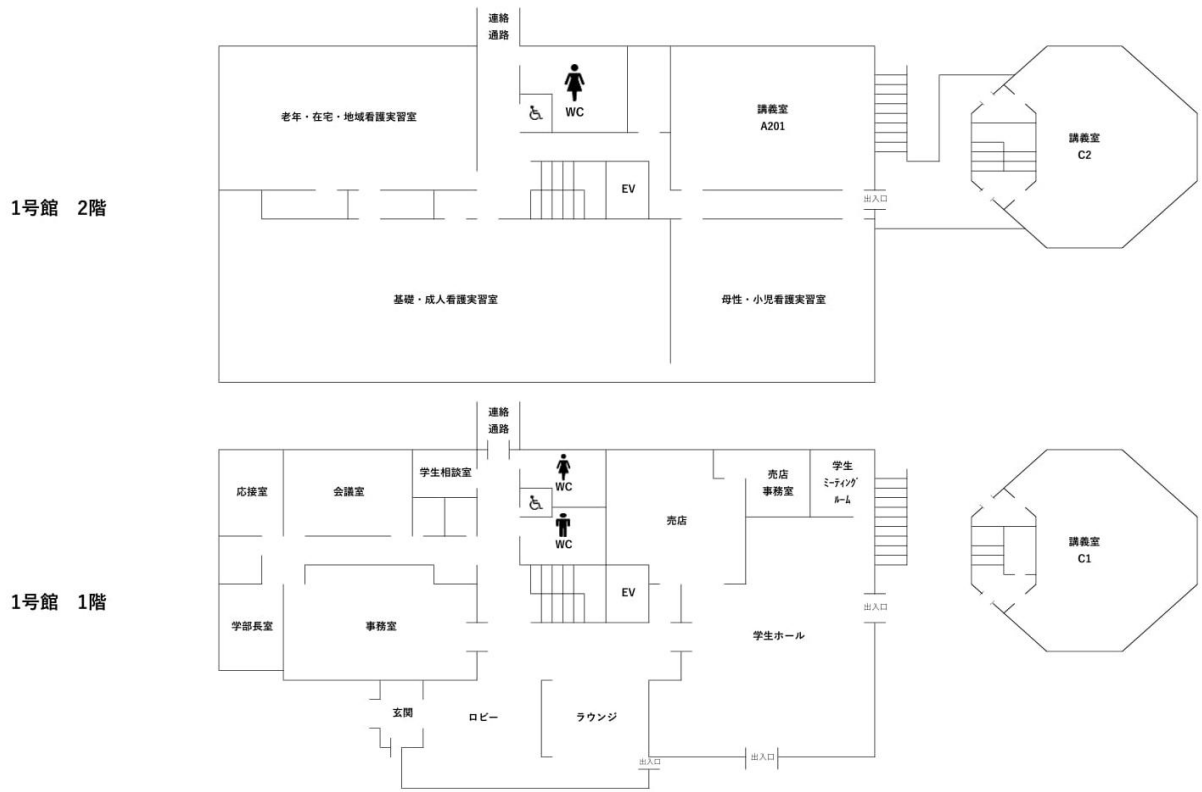 連絡
通路
WC
老年・在宅・地域看護実習室
講義室
A201
講義室
C2
EV
出入口
1号館 2階
基礎・成人看護実習室
母性・小児看護実習室
連絡
通路
応接室
会議室
学生相談室
WC
WC
売店
売店
事務室
学生
ﾐｰﾃｨﾝｸﾞ
ﾙｰﾑ
講義室
C1
EV
1号館 1階
出入口
学部長室
事務室
学生ホール
玄関
ロビー
ラウンジ
出入口
出入口